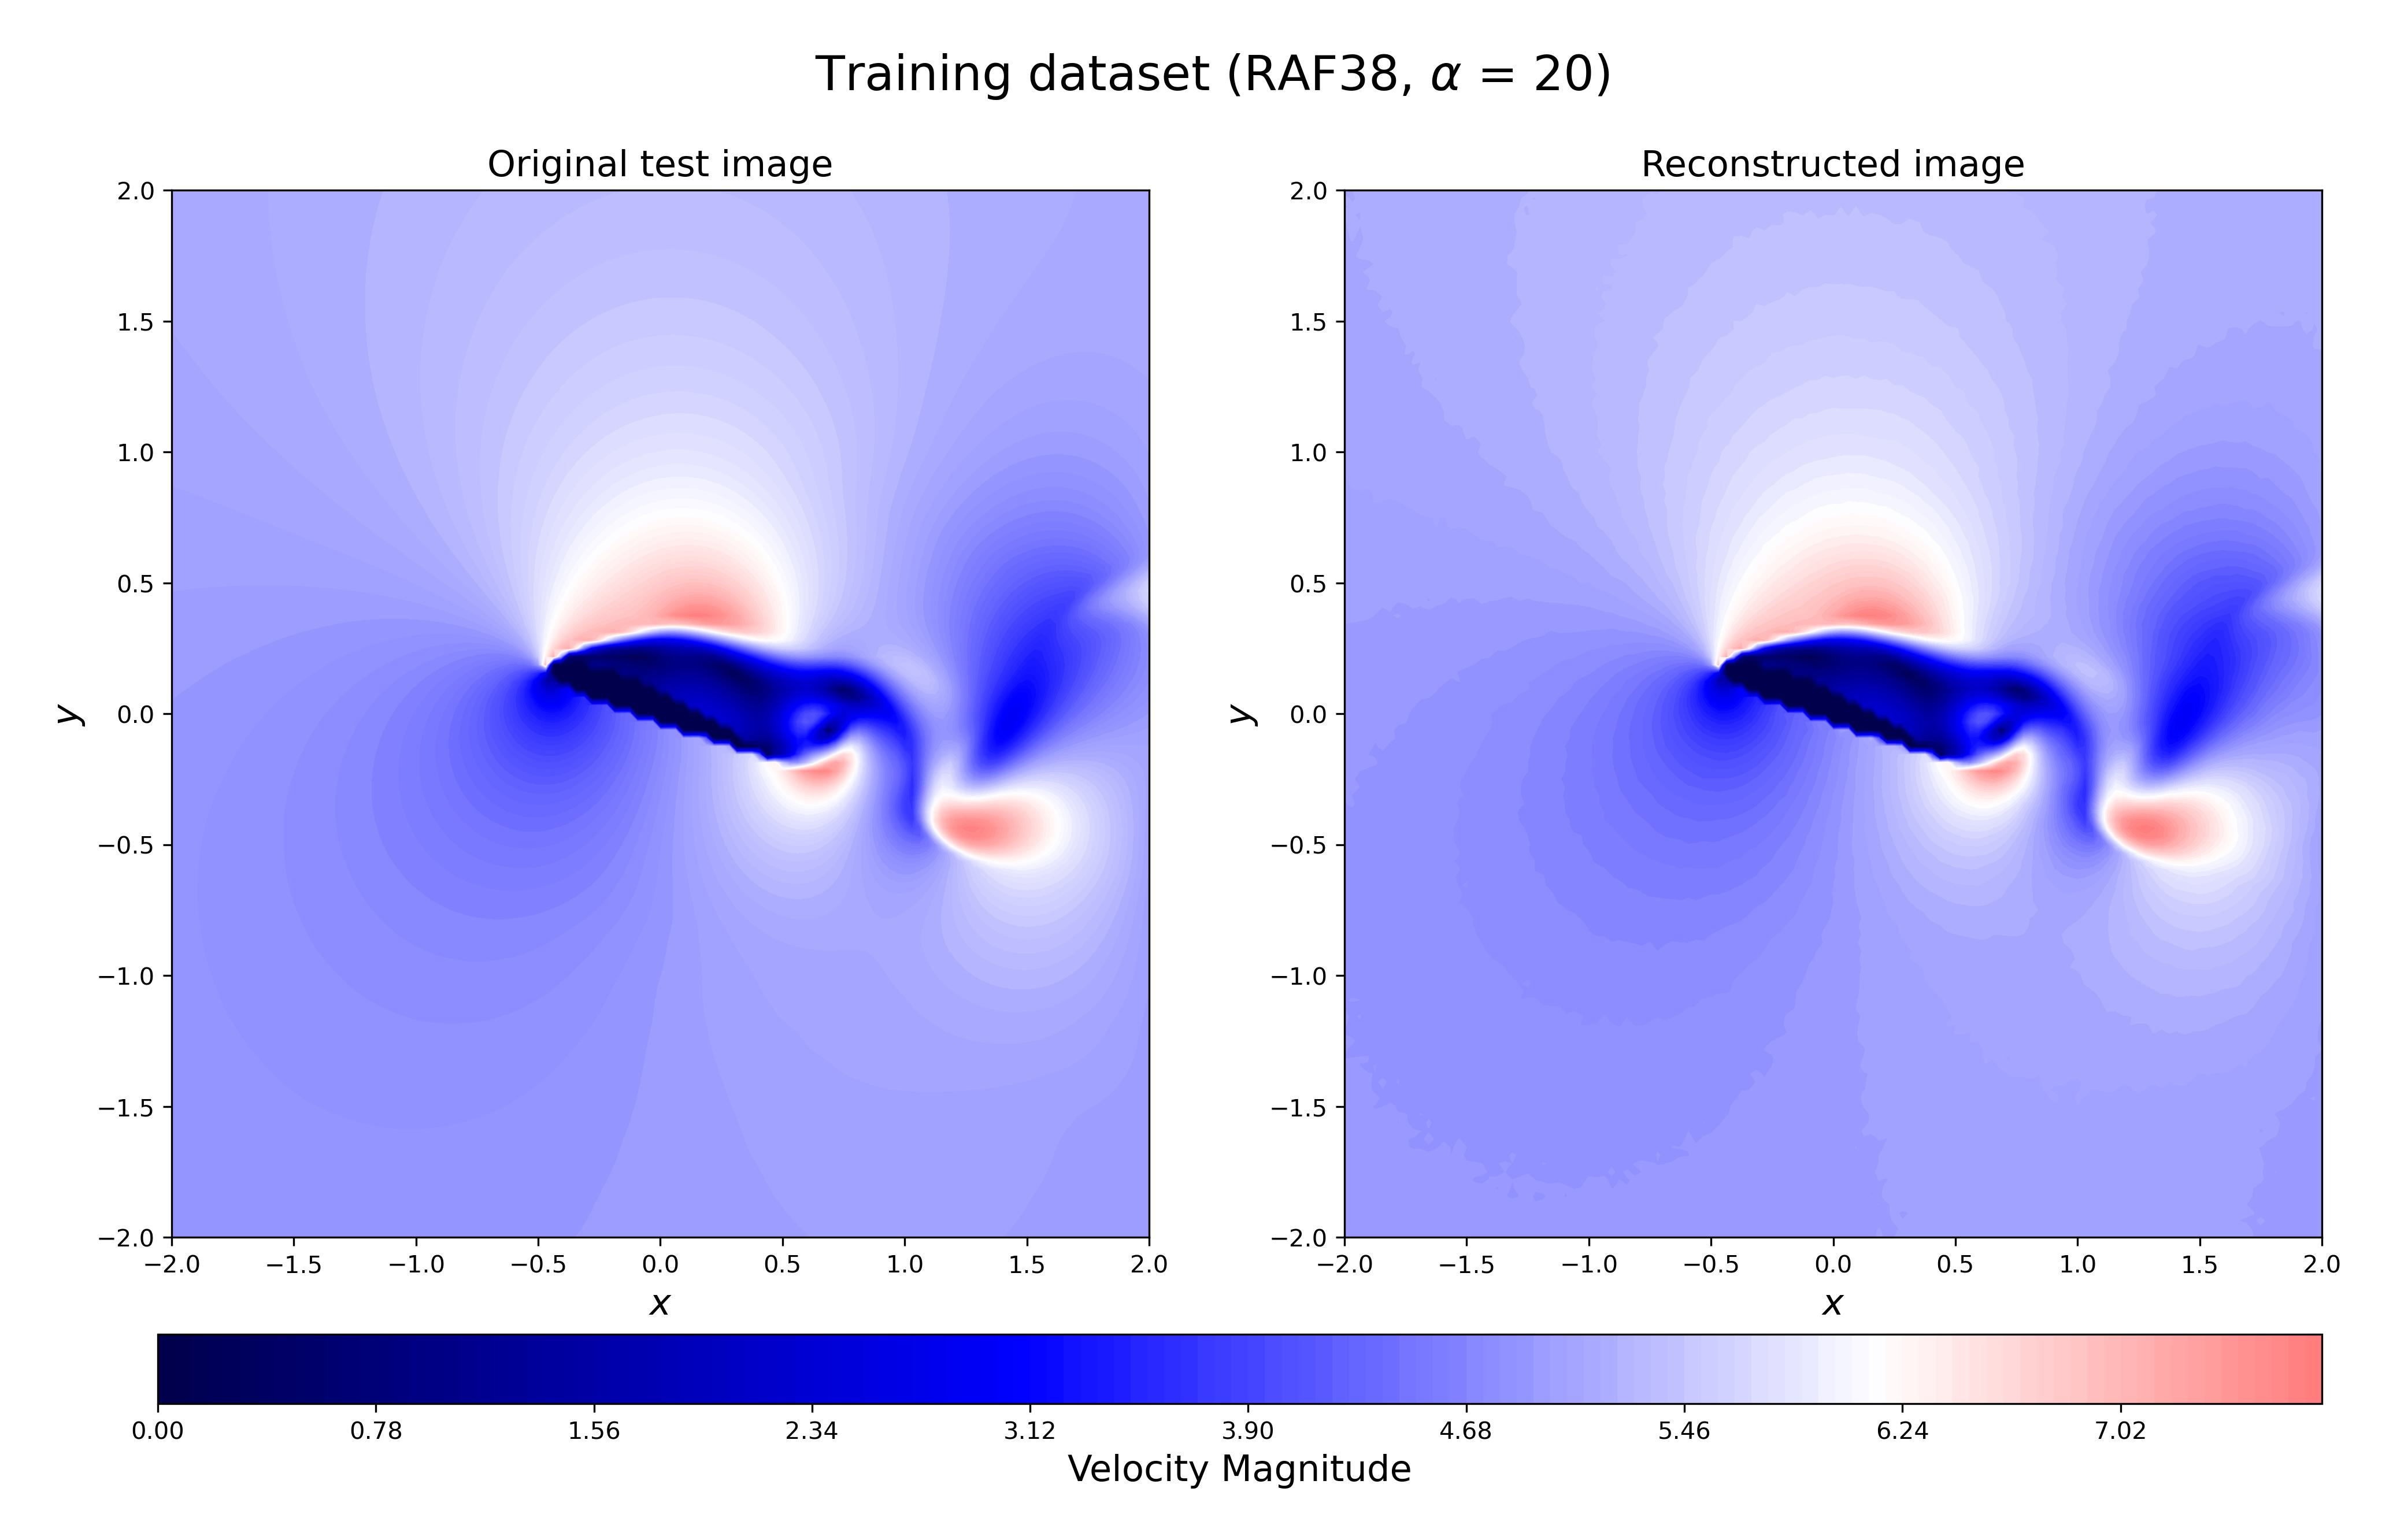 Training dataset (RAF38, α = 20)
Original test image
Reconstructed image
2.0
1.5
1.0
0.5
0.0
−0.5
−1.0
−1.5
−2.0
y
−2.0 −1.5 −1.0 −0.5 0.0 0.5 1.0 1.5 2.0
x
2.0
1.5
1.0
0.5
0.0
−0.5
−1.0
−1.5
−2.0
y
−2.0 −1.5 −1.0 −0.5 0.0 0.5 1.0 1.5 2.0
x
0.00 0.78 1.56 2.34 3.12 3.90 4.68 5.46 6.24 7.02
Velocity Magnitude